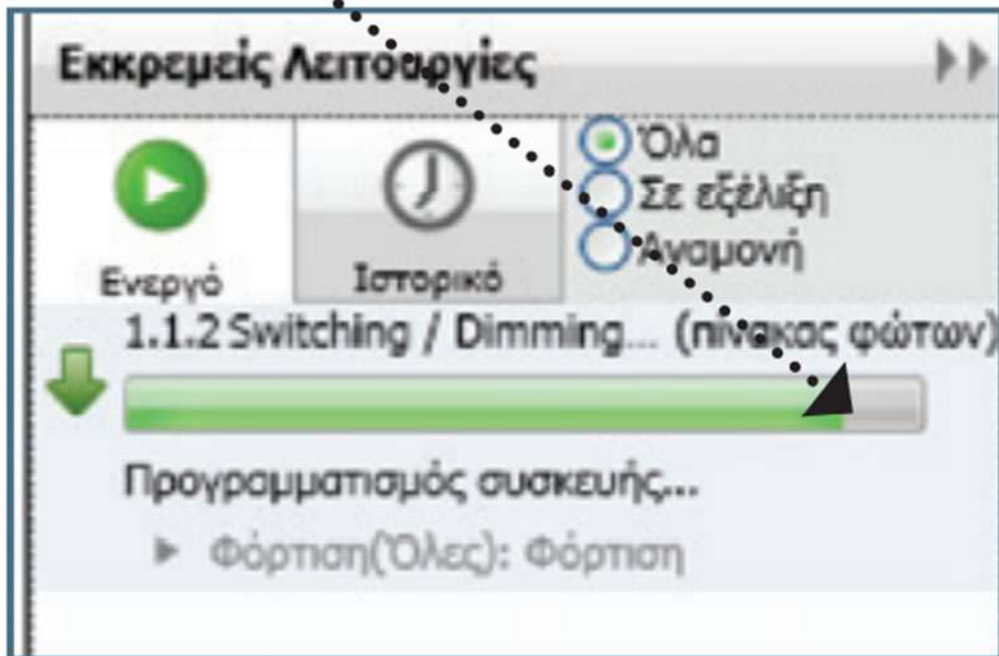 Εκκρεμείς Λειτουργίες
Όλα
Σε εξέλιξη
Αναμονή
Ενεργό
Ιστορικό
1.1.2 Switching / Dimming... (πίνακας φώτων)
Προγραμματισμός συσκευής...
Φόρτιση(Όλες): Φόρτιση